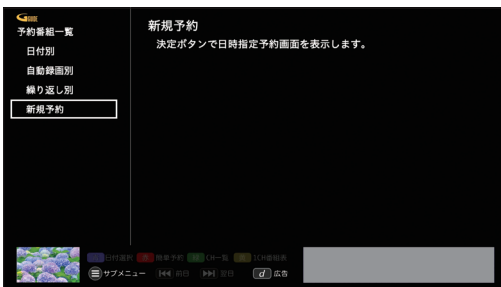 G GUIDE
予約番組一覧
日付別
自動録画別
繰り返し別
新規予約
新規予約
決定ボタンで日時指定予約画面を表示します。
日付選択 赤 簡単予約 CH一覧 1CH番組表
サブメニュー 前日 翌日 d 広告